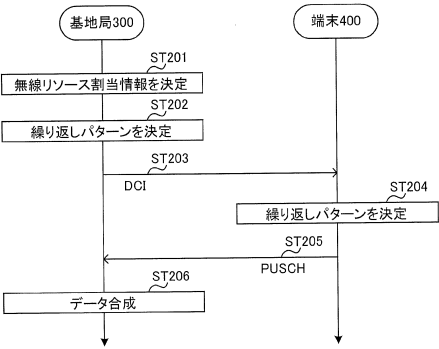 基地局300
端末400
ST201
無線リソース割当情報を決定
ST202
繰り返しパターンを決定
ST203
DCI
ST204
繰り返しパターンを決定
ST205
PUSCH
ST206
データ合成